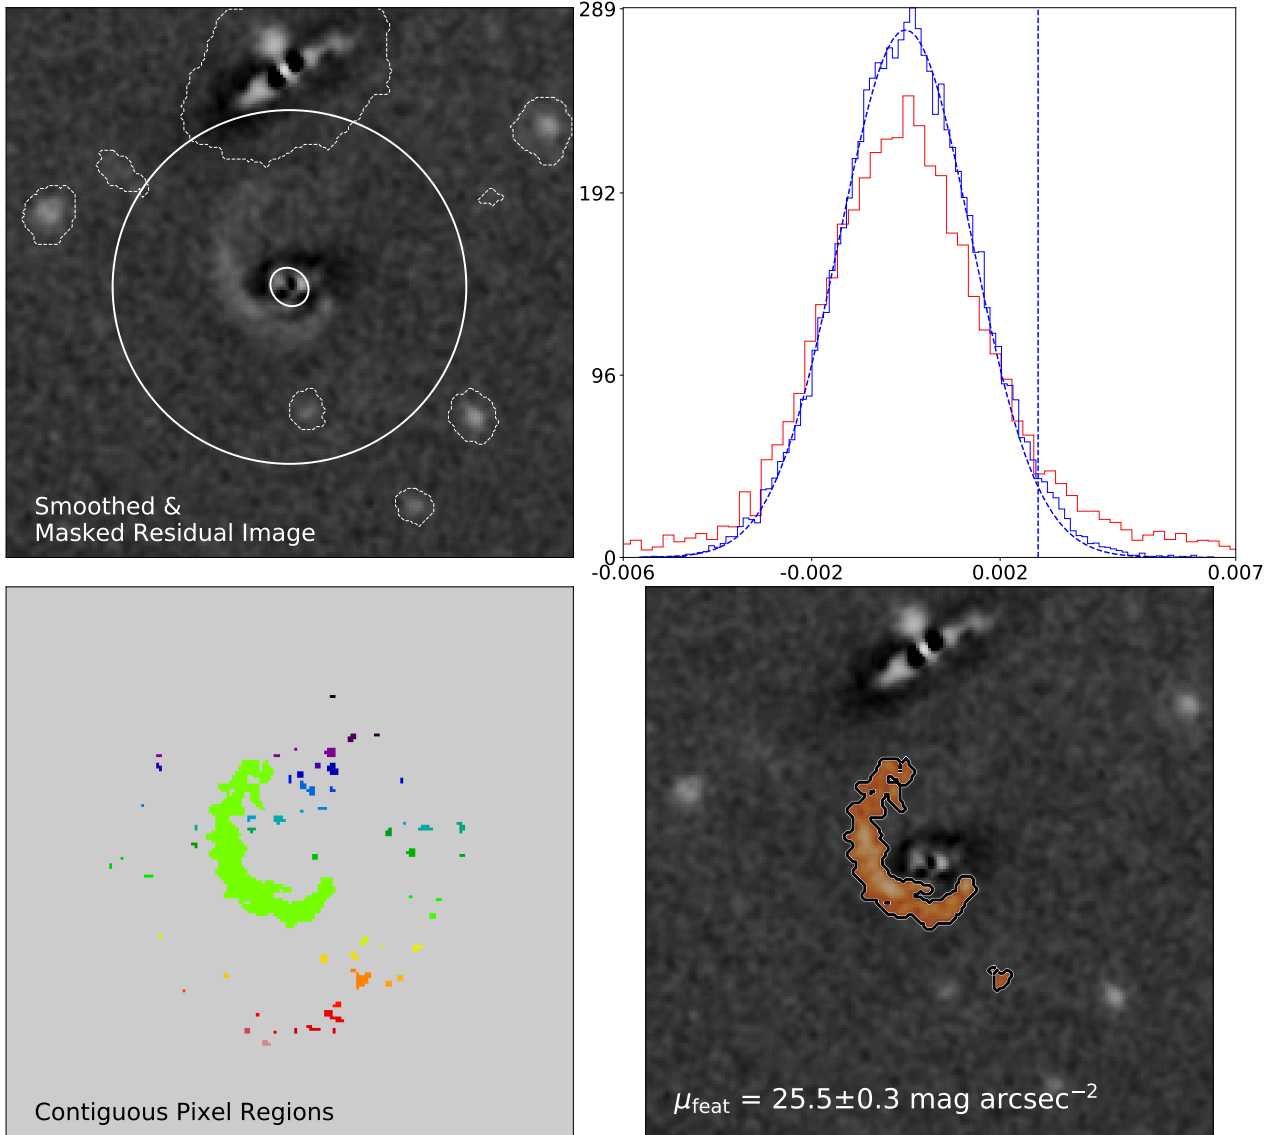 Smoothed &
Masked Residual Image
289
192
96
0
-0.006 -0.002 0.002 0.007
Contiguous Pixel Regions
μfeat = 25.5±0.3 mag arcsec−2